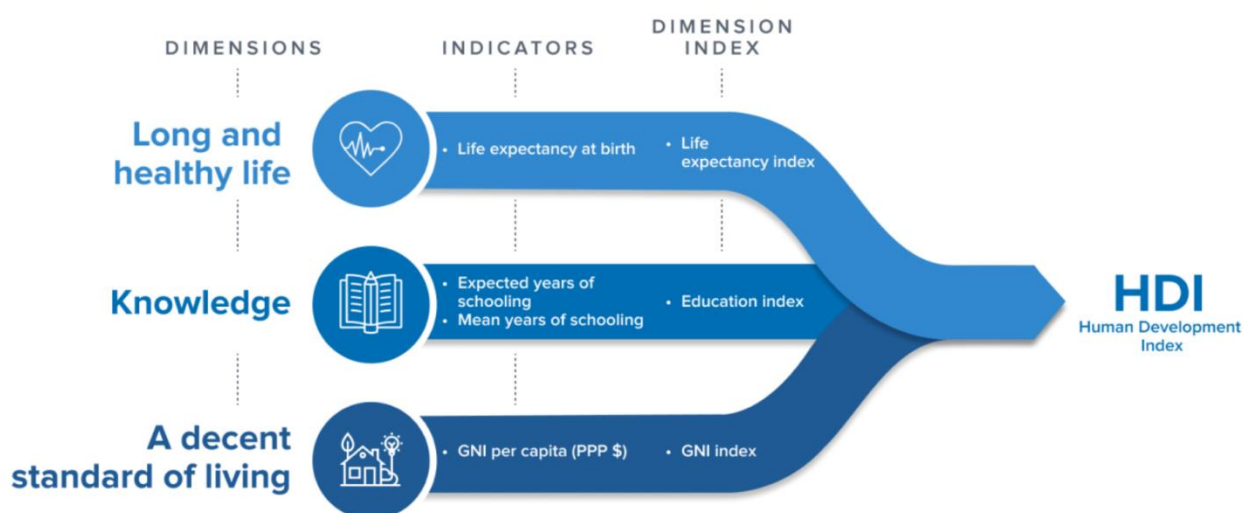 DIMENSIONS
INDICATORS
DIMENSION
INDEX
Long and
healthy life
• Life expectancy at birth
• Life
expectancy index
Knowledge
• Expected years of
schooling
• Mean years of schooling
• Education index
A decent
standard of living
• GNI per capita (PPP $)
• GNI index
HDI
Human Development
Index